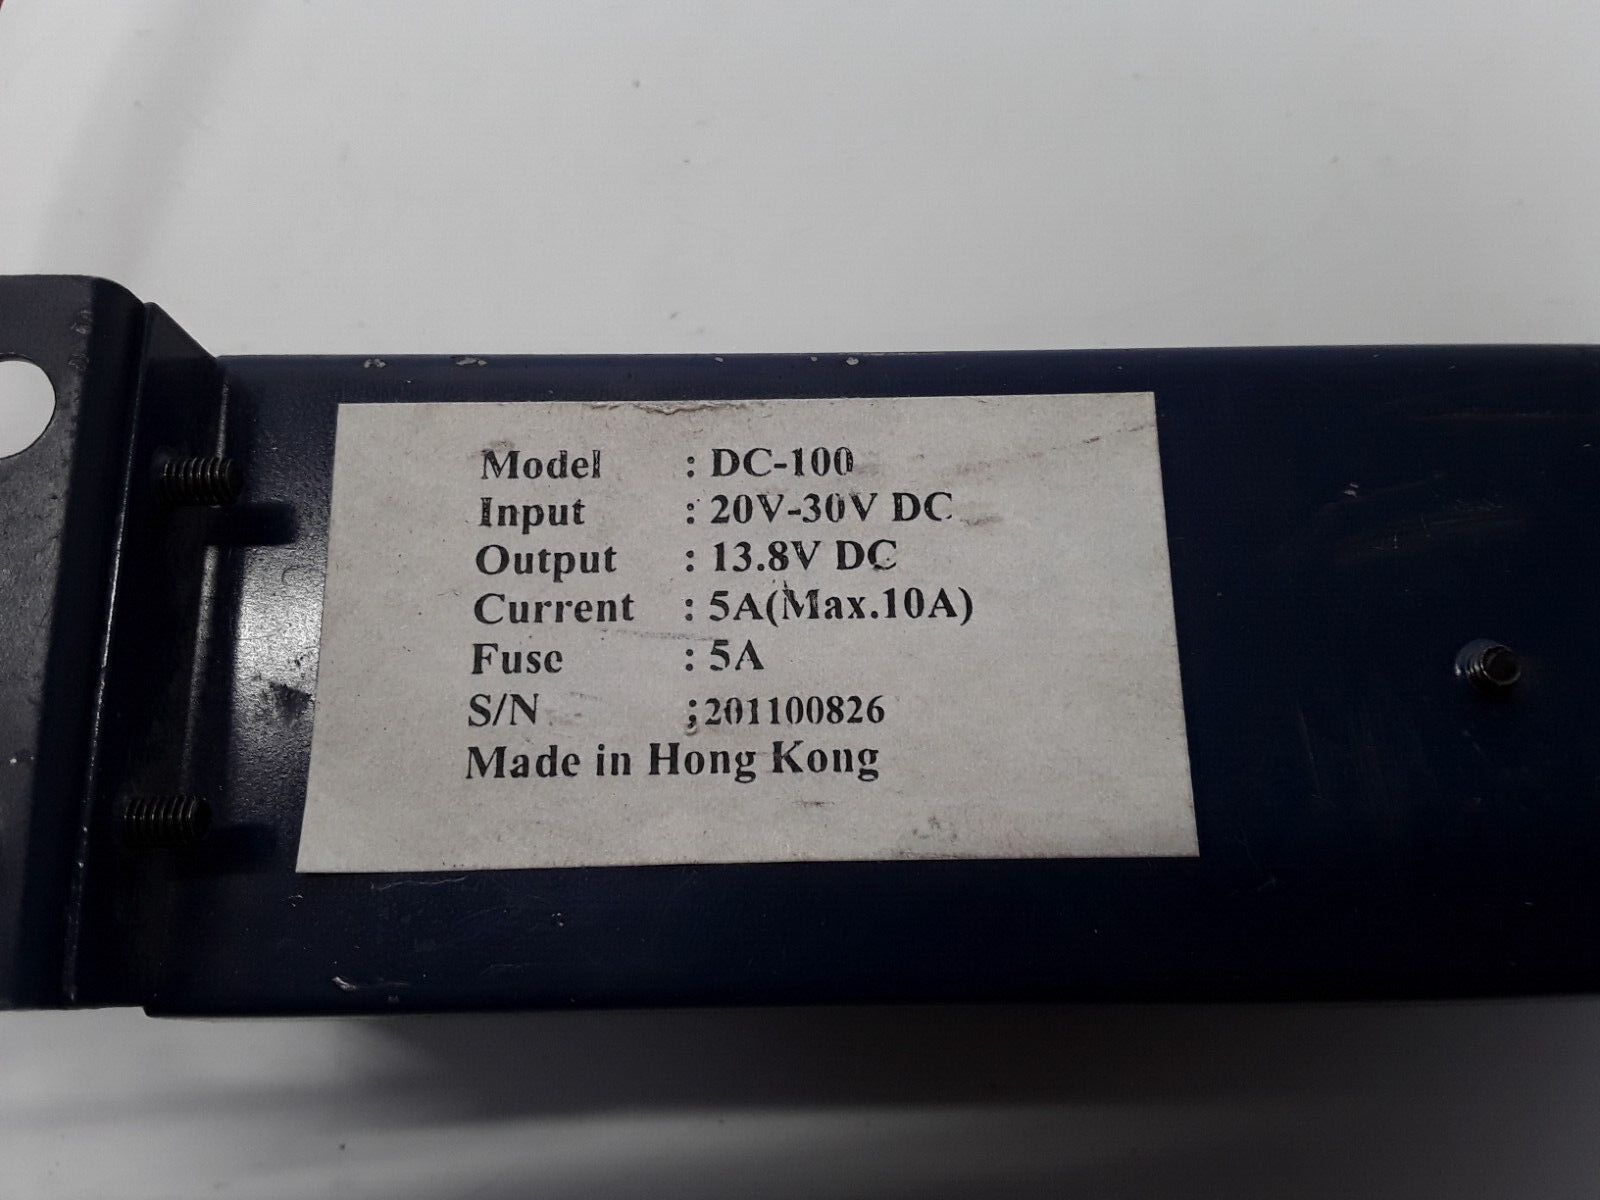 Model : DC-100
Input : 20V-30V DC
Output : 13.8V DC
Current : 5A(Max.10A)
Fuse : 5A
S/N ;201100826
Made in Hong Kong